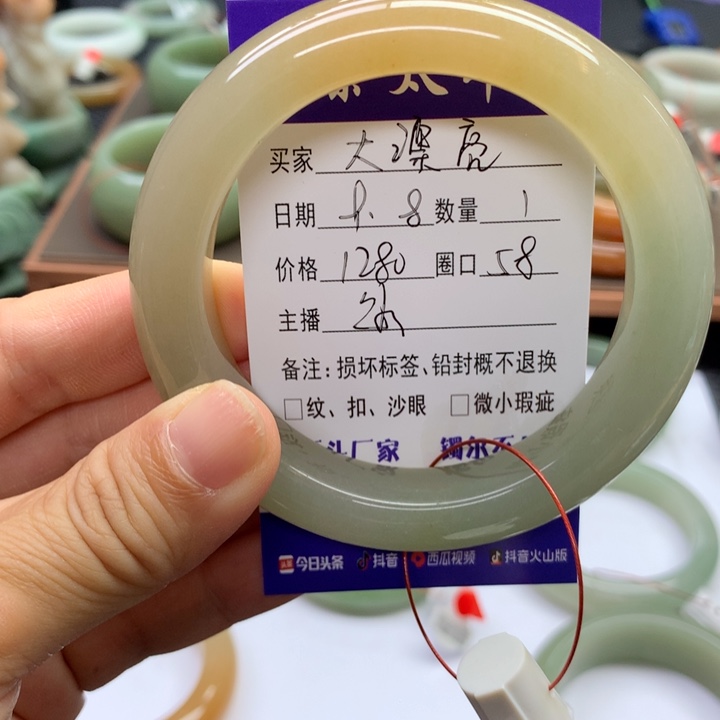 买家 大漂亮
日期 8.8 数量 1
价格 1280 圈口 58
主播
备注：损坏标签、铅封概不退换
□纹、扣、沙眼 □微小瑕疵
头厂家
今日头条 抖音 西瓜视频 抖音火山版